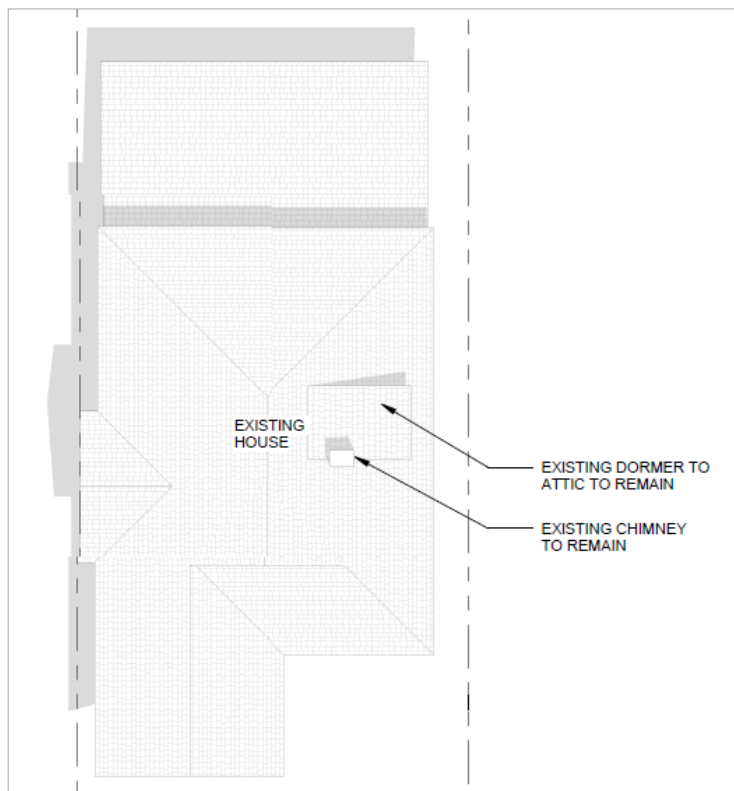 EXISTING
HOUSE
EXISTING DORMER TO
ATTIC TO REMAIN
EXISTING CHIMNEY
TO REMAIN